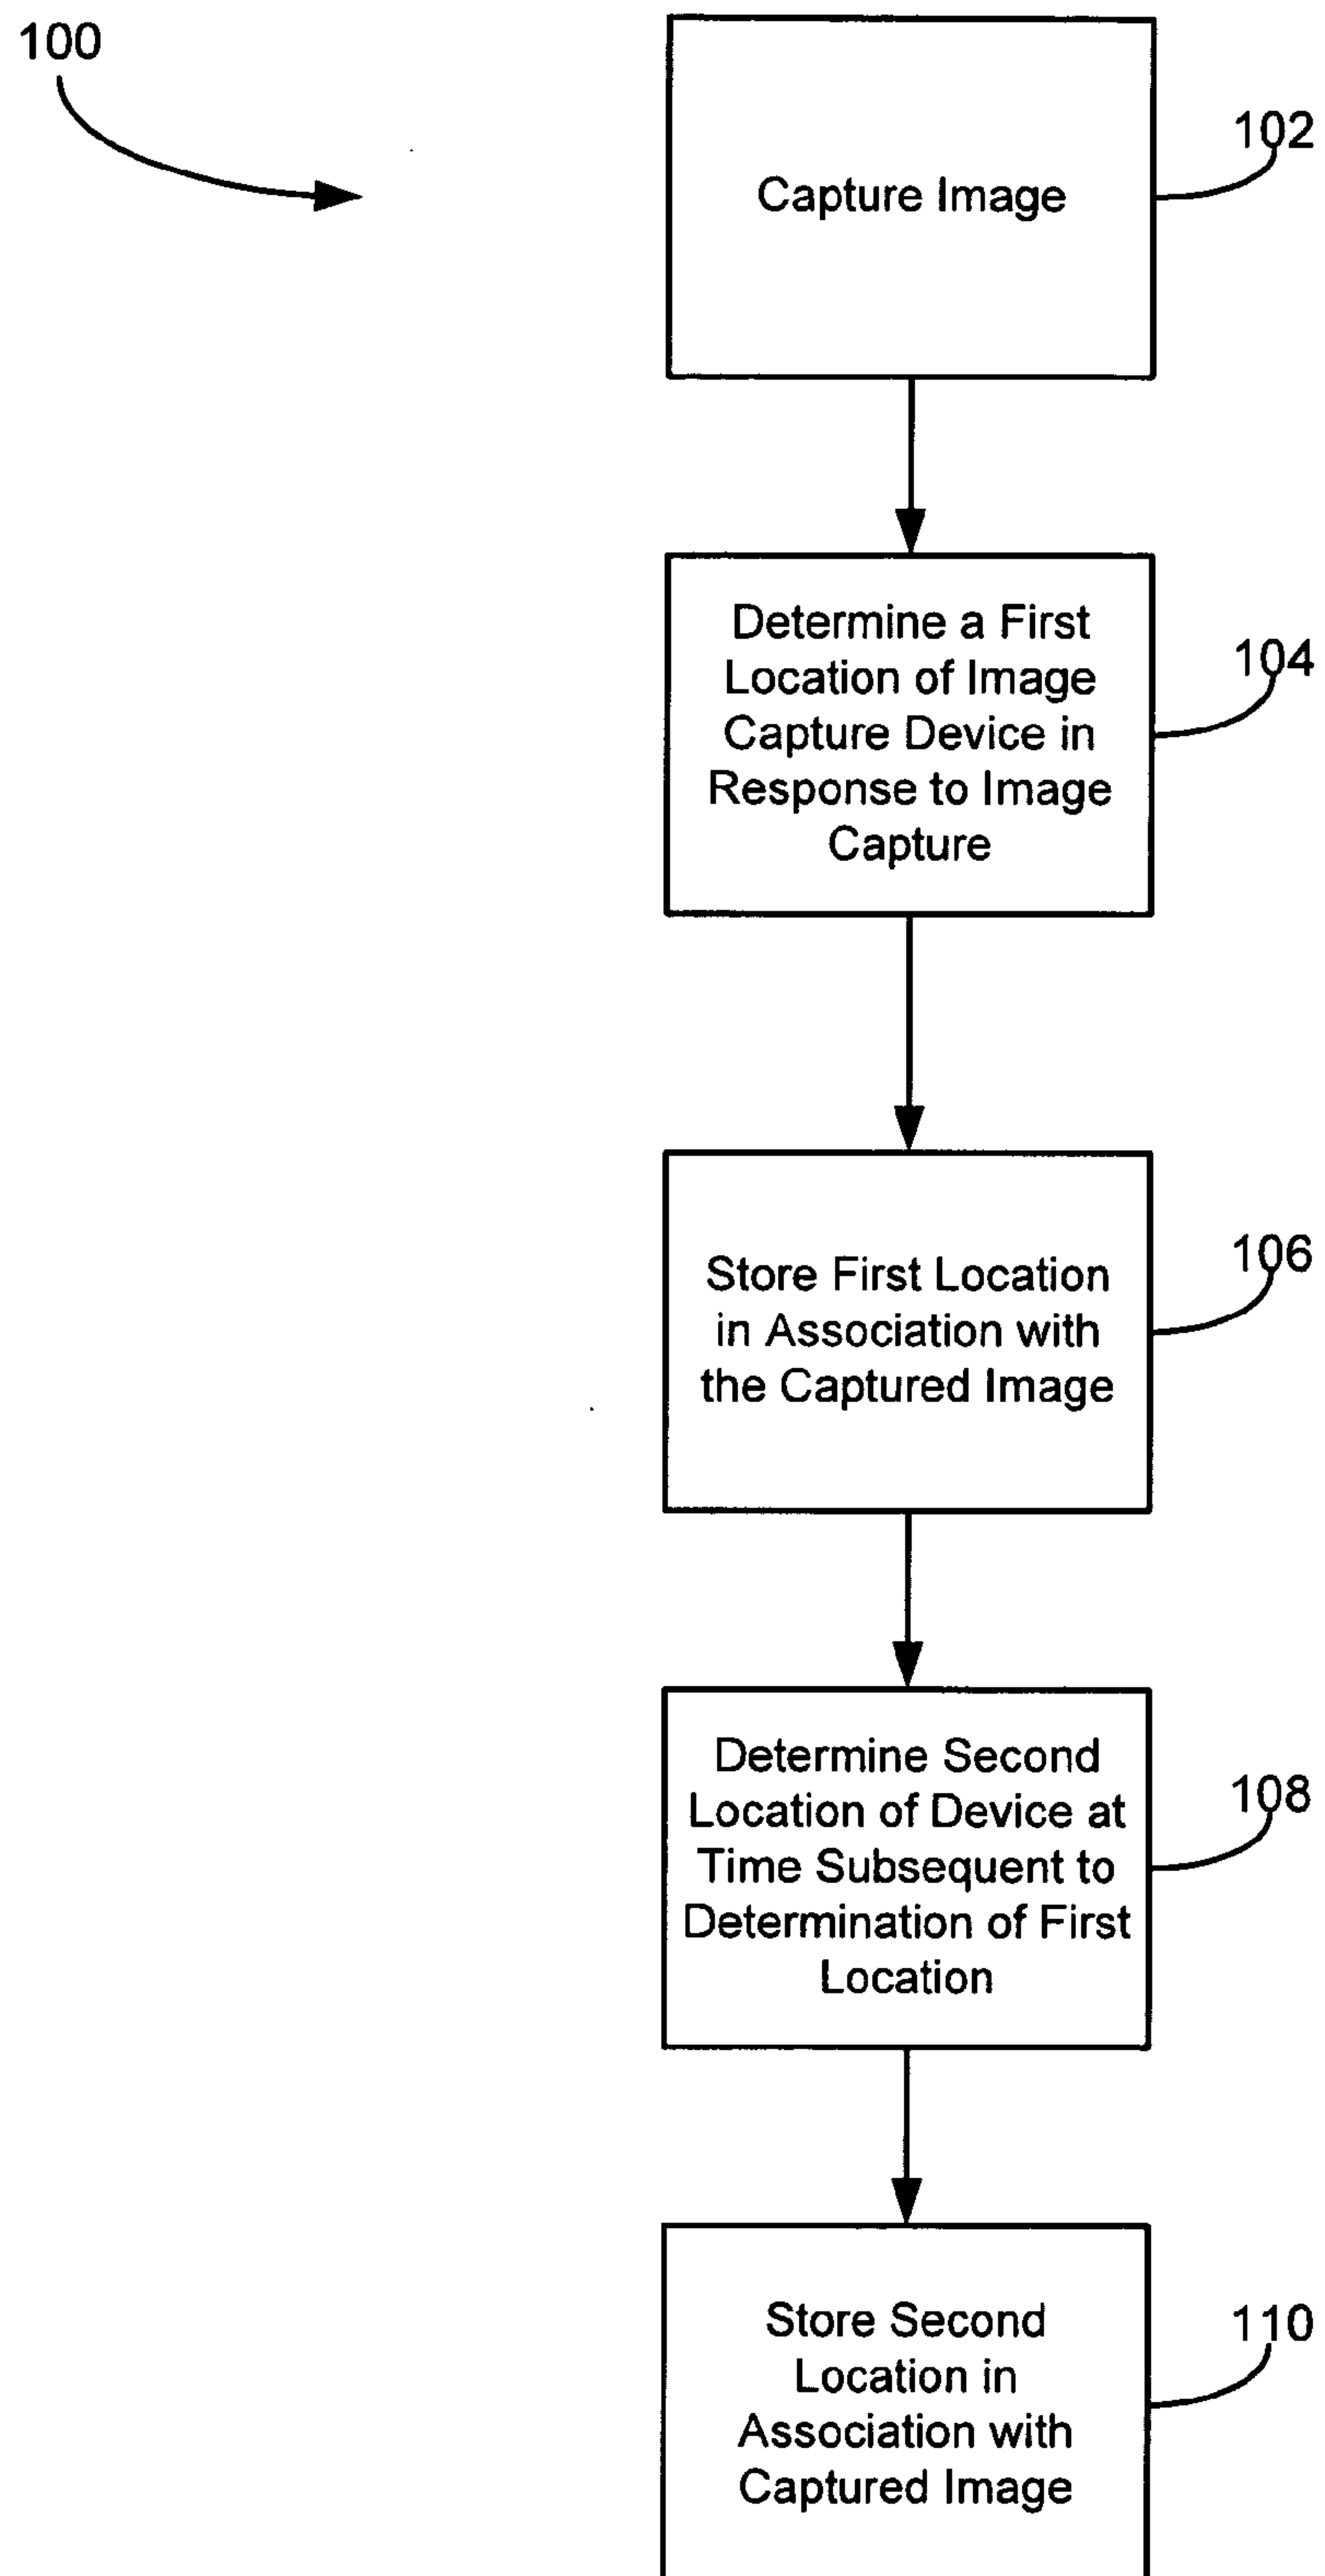 100
102
Capture Image
Determine a First
Location of Image
Capture Device in
Response to Image
Capture
104
Store First Location
in Association with
the Captured Image
106
Determine Second
Location of Device at
Time Subsequent to
Determination of First
Location
108
Store Second
Location in
Association with
Captured Image
110